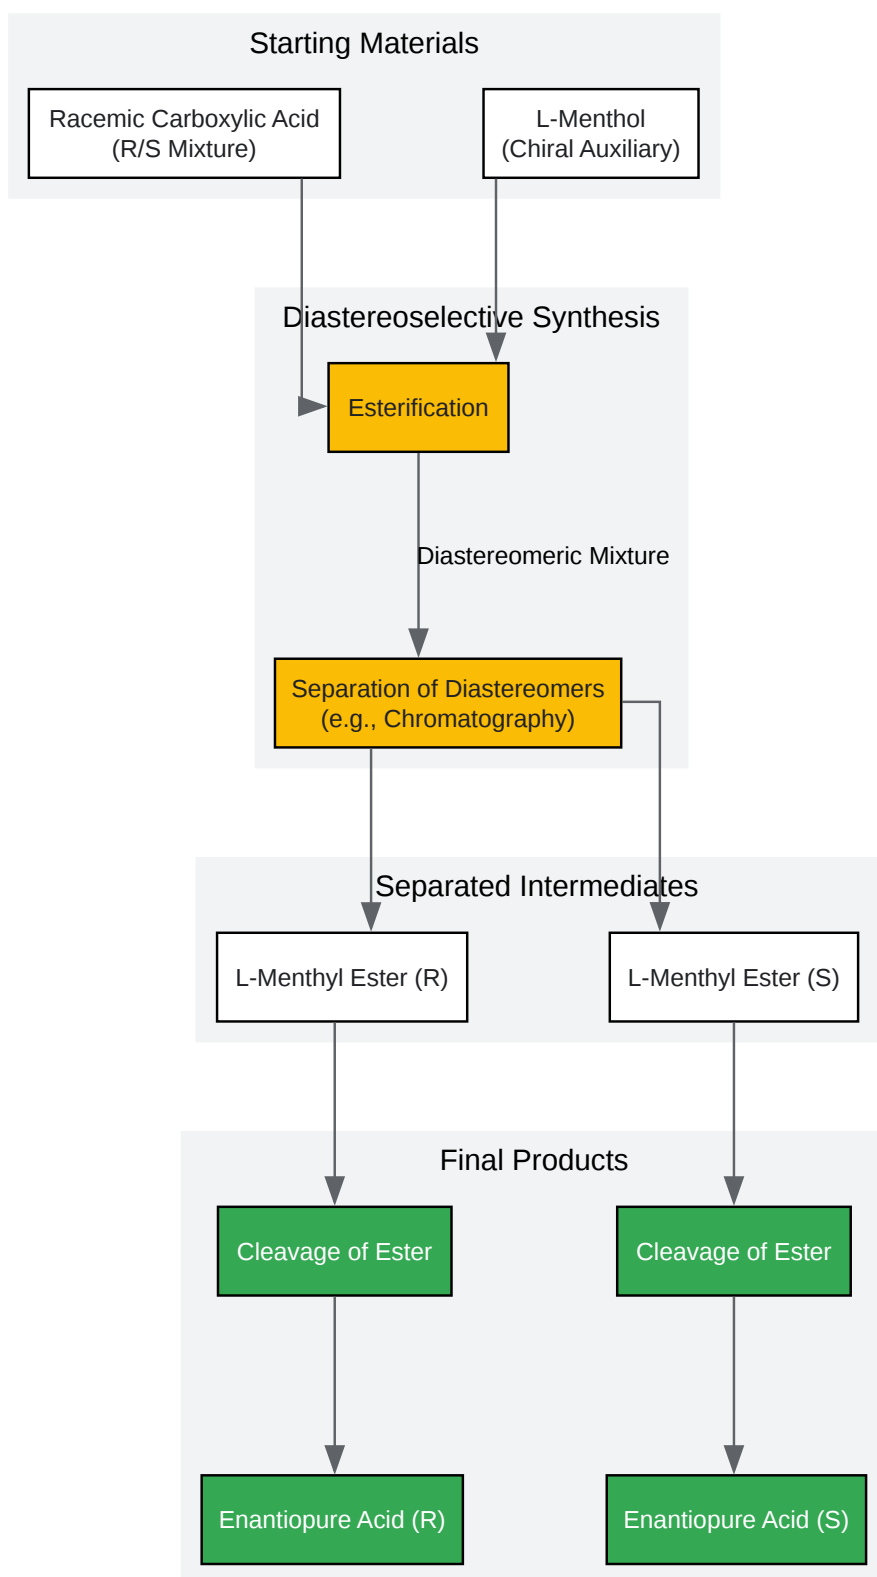 Starting Materials
Racemic Carboxylic Acid
(R/S Mixture)
L-Menthol
(Chiral Auxiliary)
Diastereoselective Synthesis
Esterification
Diastereomeric Mixture
Separation of Diastereomers
(e.g., Chromatography)
Separated Intermediates
L-Menthyl Ester (R)
L-Menthyl Ester (S)
Final Products
Cleavage of Ester
Cleavage of Ester
Enantiopure Acid (R)
Enantiopure Acid (S)